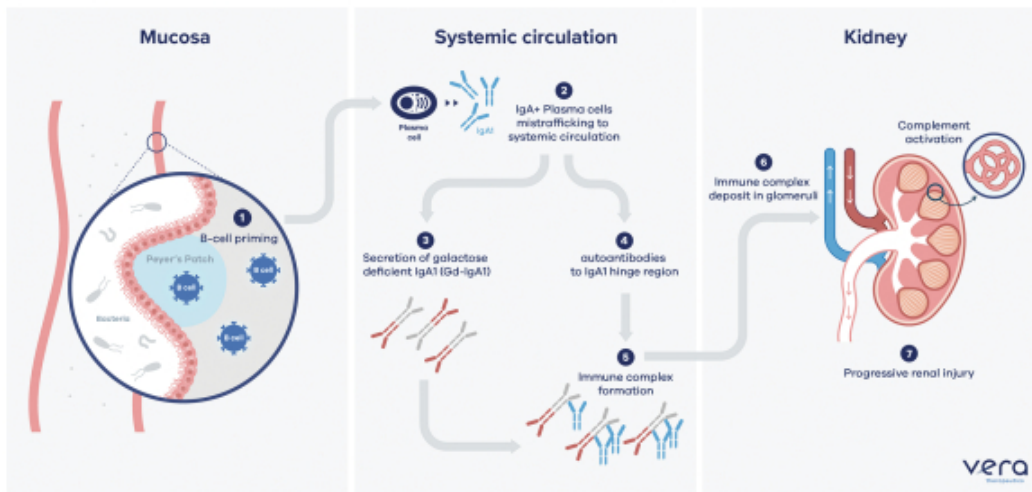 Mucosa
1
B-cell priming
Peyer's Patch
B cell
B cell
B cell
Bacteria
Systemic circulation
Plasma
cell
IgA1
2
IgA+ Plasma cells
mistrafficking to
systemic circulation
3
Secretion of galactose
deficient IgA1 (Gd-IgA1)
4
autoantibodies
to IgA1 hinge region
5
Immune complex
formation
Kidney
Complement
activation
6
Immune complex
deposit in glomeruli
7
Progressive renal injury
vera
therapeutics